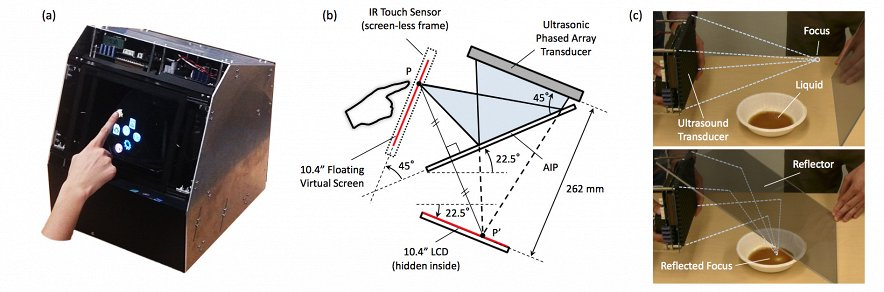 (a)
(b)
(c)
IR Touch Sensor
(screen-less frame)
Ultrasonic
Phased Array
Transducer
P
45°
45°
22.5°
AIP
10.4” Floating
Virtual Screen
262 mm
22.5°
P’
10.4” LCD
(hidden inside)
Focus
Liquid
Ultrasound
Transducer
Reflector
Reflected Focus